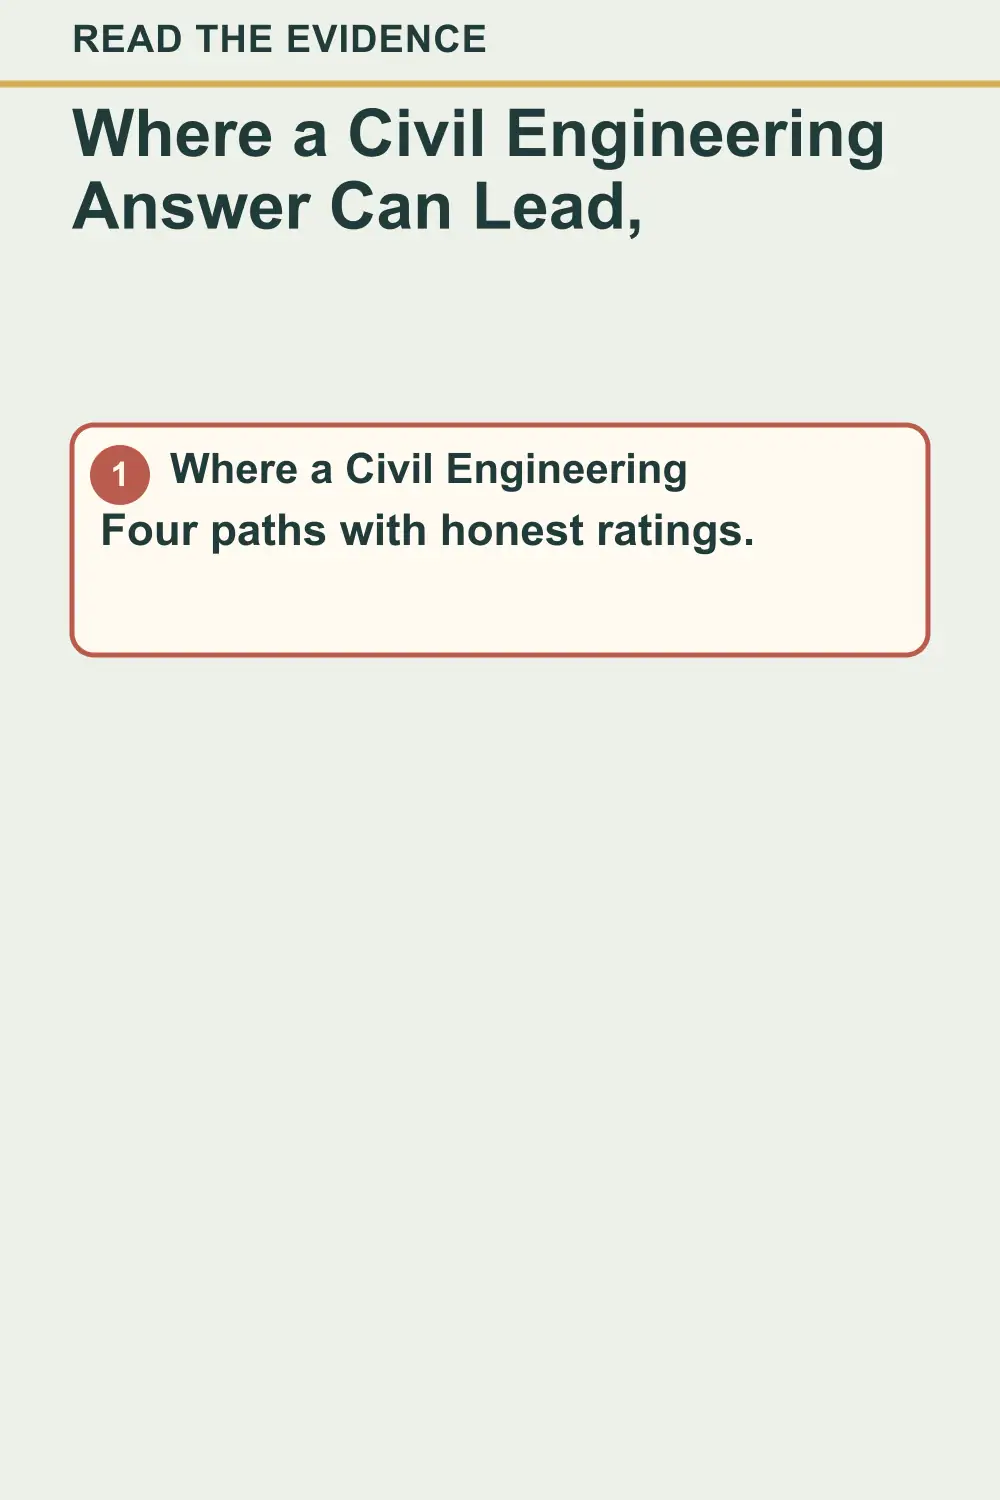 READ THE EVIDENCE
Where a Civil Engineering
Answer Can Lead,
1 Where a Civil Engineering
Four paths with honest ratings.